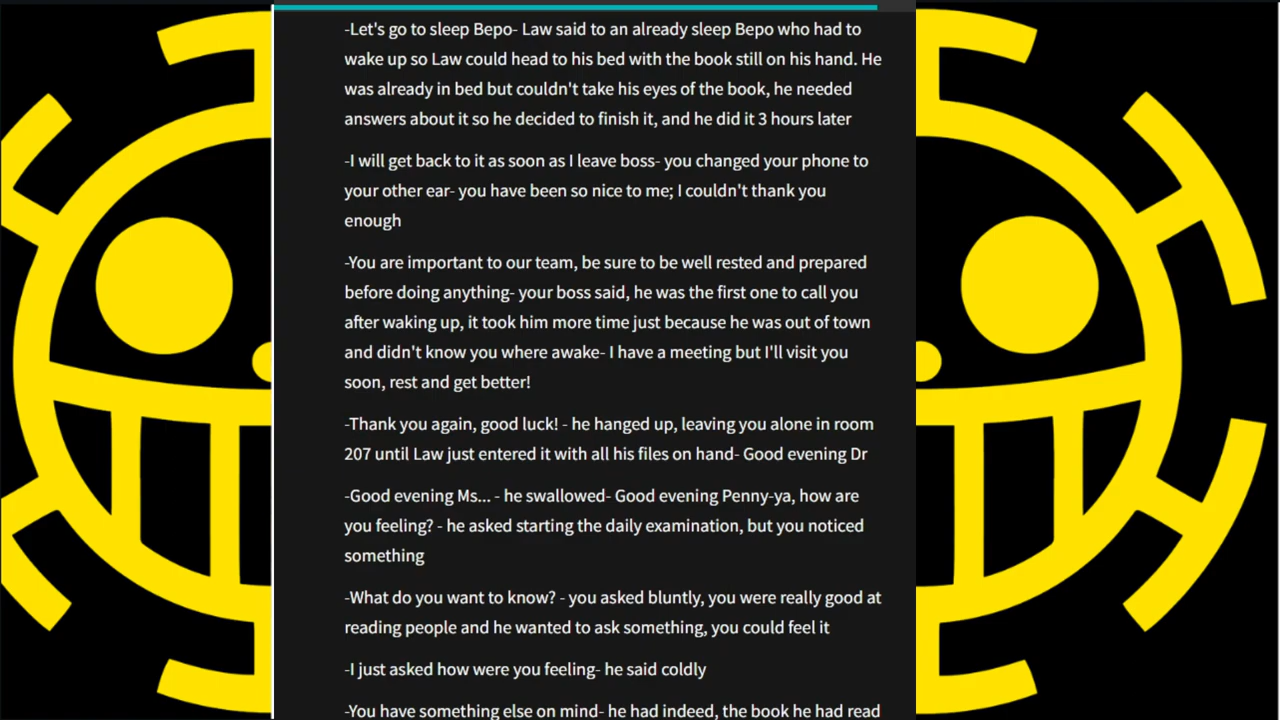 -Let's go to sleep Bepo- Law said to an already sleep Bepo who had to
wake up so Law could head to his bed with the book still on his hand. He
was already in bed but couldn't take his eyes of the book, he needed
answers about it so he decided to finish it, and he did it 3 hours later
-I will get back to it as soon as I leave boss- you changed your phone to
your other ear- you have been so nice to me; I couldn't thank you
enough
-You are important to our team, be sure to be well rested and prepared
before doing anything- your boss said, he was the first one to call you
after waking up, it took him more time just because he was out of town
and didn't know you where awake- I have a meeting but I'll visit you
soon, rest and get better!
-Thank you again, good luck! - he hanged up, leaving you alone in room
207 until Law just entered it with all his files on hand- Good evening Dr
-Good evening Ms... - he swallowed- Good evening Penny-ya, how are
you feeling? - he asked starting the daily examination, but you noticed
something
-What do you want to know? - you asked bluntly, you were really good at
reading people and he wanted to ask something, you could feel it
-I just asked how were you feeling- he said coldly
-You have something else on mind- he had indeed, the book he had read